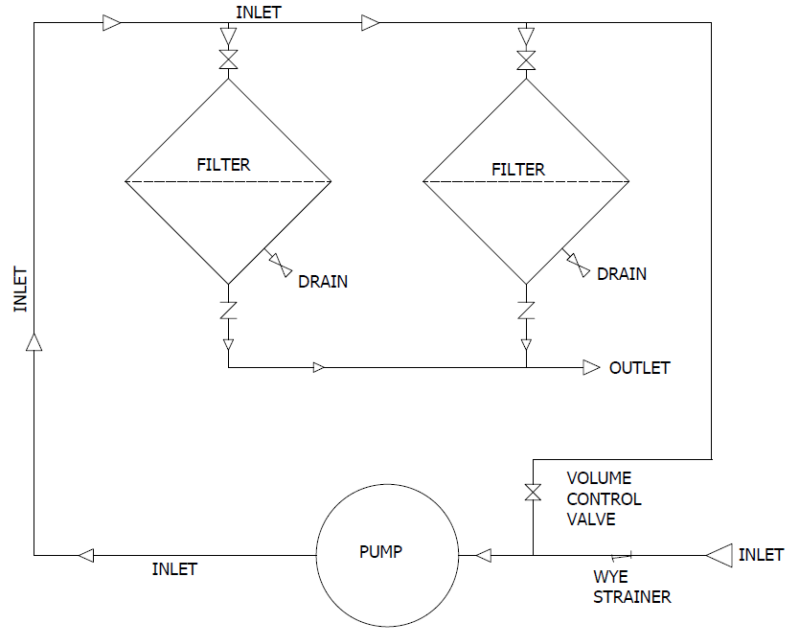 INLET
FILTER
FILTER
DRAIN
DRAIN
INLET
OUTLET
VOLUME
CONTROL
VALVE
PUMP
INLET
INLET
WYE
STRAINER